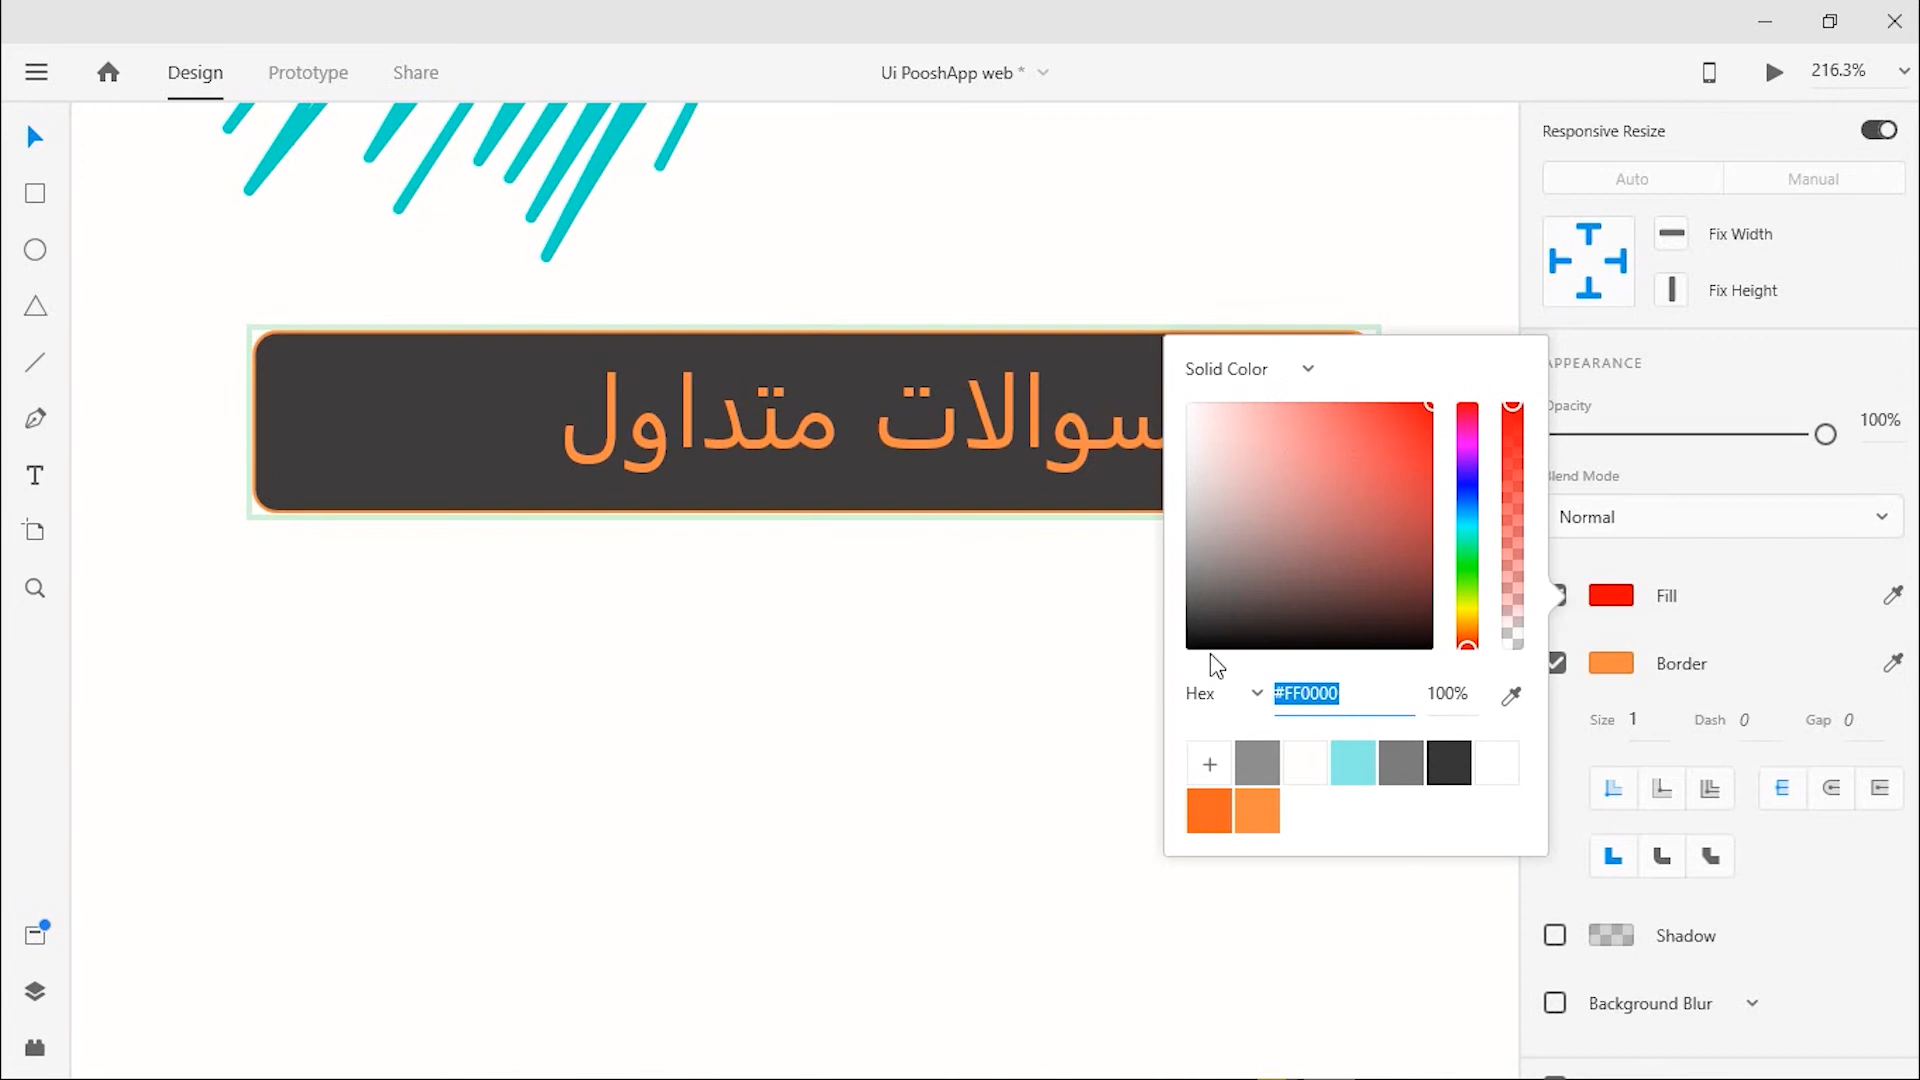 Design Prototype Share Ui PooshApp web * 216.3%
Responsive Resize
Auto Manual
Fix Width
Fix Height
سوالات متداول
Solid Color
APPEARANCE
Opacity
100%
Blend Mode
Normal
Fill
Border
Hex #FF0000 100%
Size 1 Dash 0 Gap 0
T
Shadow
Background Blur